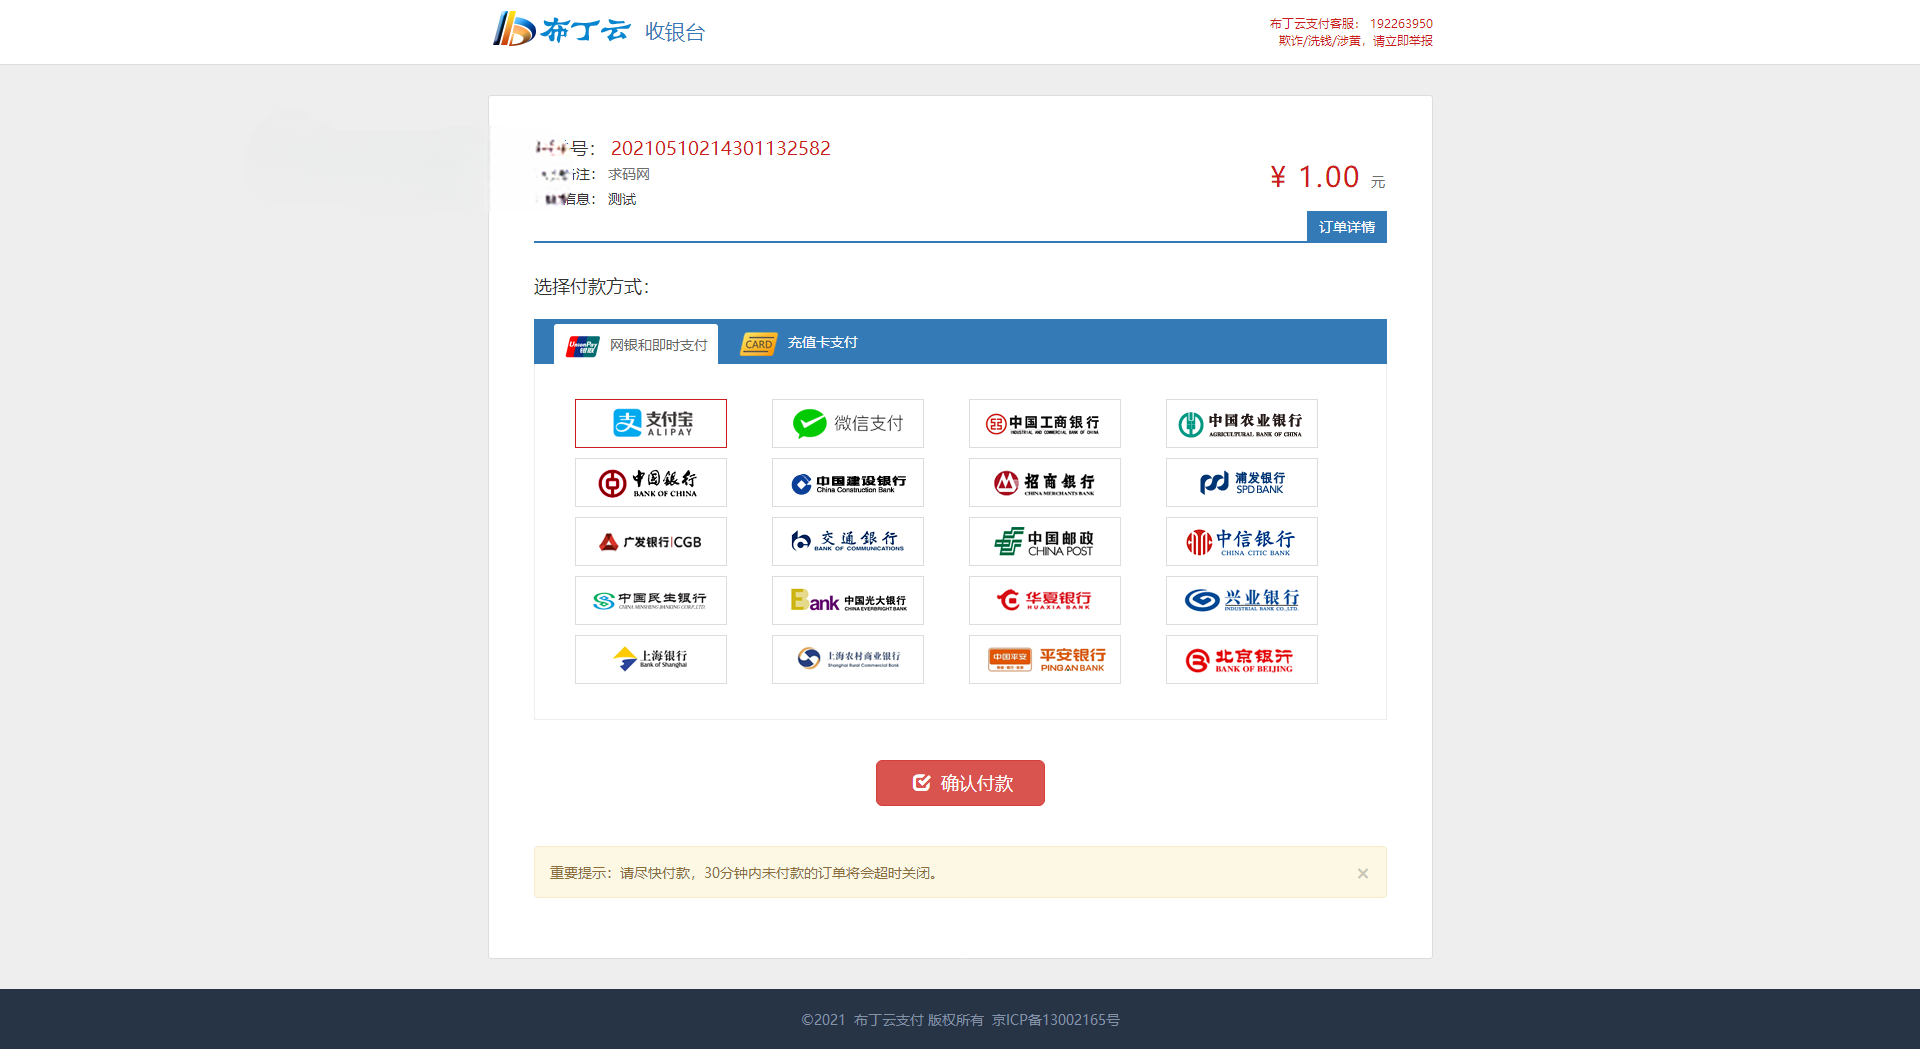 布丁云 收银台
布丁云支付客服： 192263950
欺诈/洗钱/涉黄，请立即举报
号： 20210510214301132582
注： 求码网
信息： 测试
¥ 1.00 元
订单详情
选择付款方式：
UnionPay 银联 网银和即时支付 CARD 充值卡支付
支 支付宝 ALIPAY
微信支付
中国工商银行 INDUSTRIAL AND COMMERCIAL BANK OF CHINA
中国农业银行 AGRICULTURAL BANK OF CHINA
中国银行 BANK OF CHINA
中国建设银行 China Construction Bank
招商银行 CHINA MERCHANTS BANK
浦发银行 SPD BANK
广发银行|CGB
交通銀行 BANK OF COMMUNICATIONS
中国邮政 CHINA POST
中信银行 CHINA CITIC BANK
中国民生银行 CHINA MINSHENG BANKING CORP.,LTD.
Bank 中国光大银行 CHINA EVERBRIGHT BANK
华夏银行 HUAXIA BANK
兴业银行 INDUSTRIAL BANK CO.,LTD.
上海银行 Bank of Shanghai
上海农村商业银行 Shanghai Rural Commercial Bank
中国平安 平安银行 PINGAN BANK
北京银行 BANK OF BEIJING
确认付款
重要提示：请尽快付款，30分钟内未付款的订单将会超时关闭。 ×
©2021 布丁云支付 版权所有 京ICP备13002165号